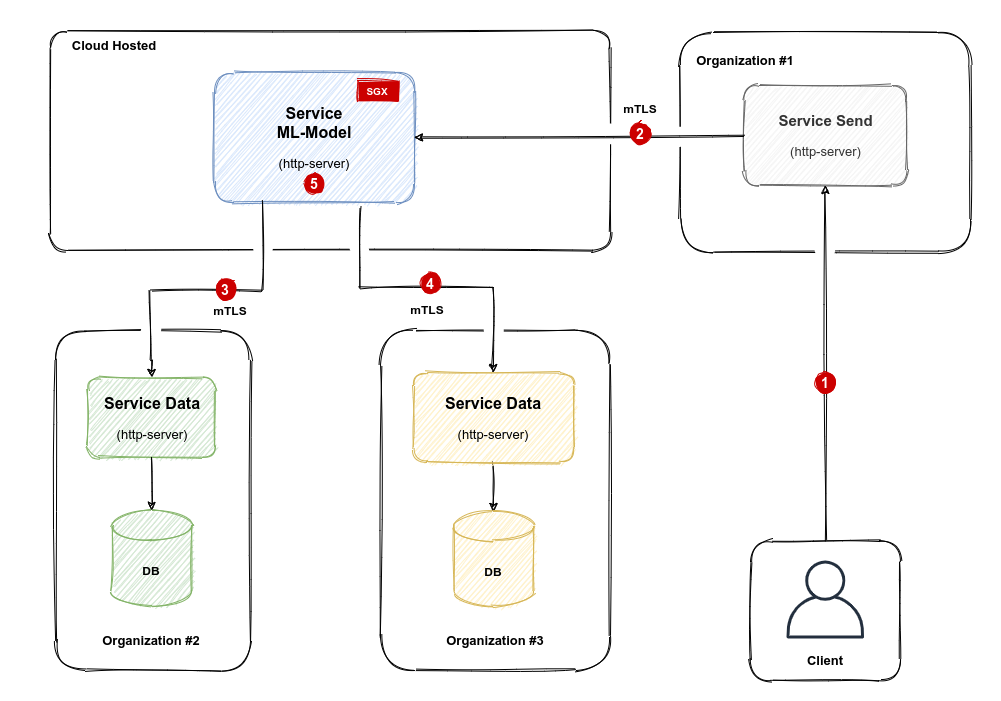 Cloud Hosted
SGX
Service
ML-Model
(http-server)
5
mTLS
2
Organization #1
Service Send
(http-server)
3
mTLS
4
mTLS
1
Service Data
(http-server)
DB
Organization #2
Service Data
(http-server)
DB
Organization #3
Client